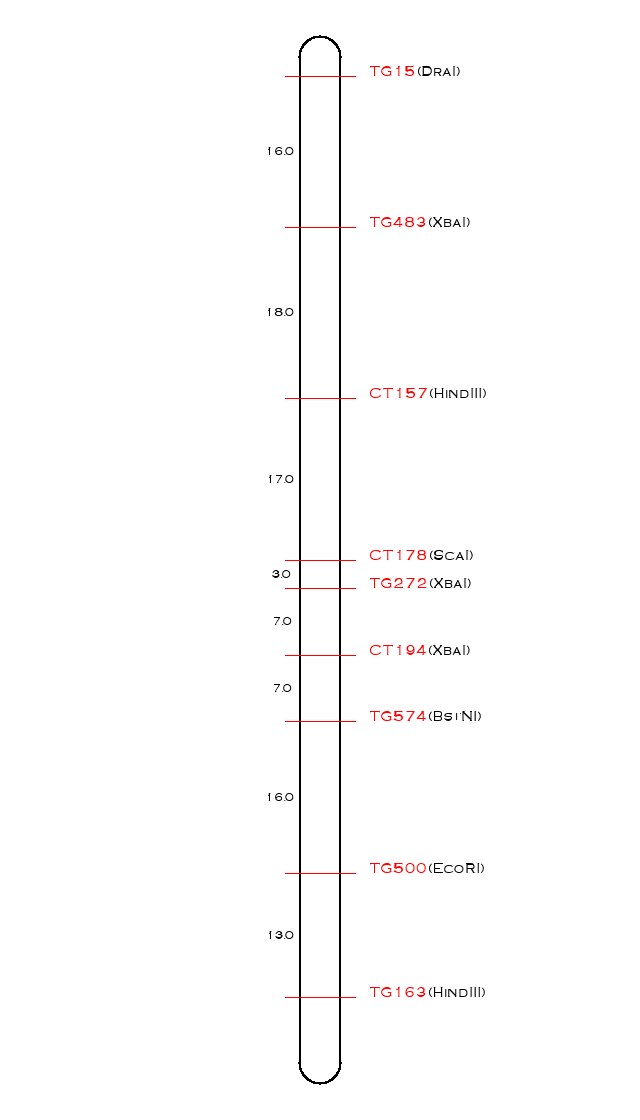 TG15(DraI)
16.0
TG483(XbaI)
18.0
CT157(HindIII)
17.0
CT178(ScaI)
3.0
TG272(XbaI)
7.0
CT194(XbaI)
7.0
TG574(BstNI)
16.0
TG500(EcoRI)
13.0
TG163(HindIII)